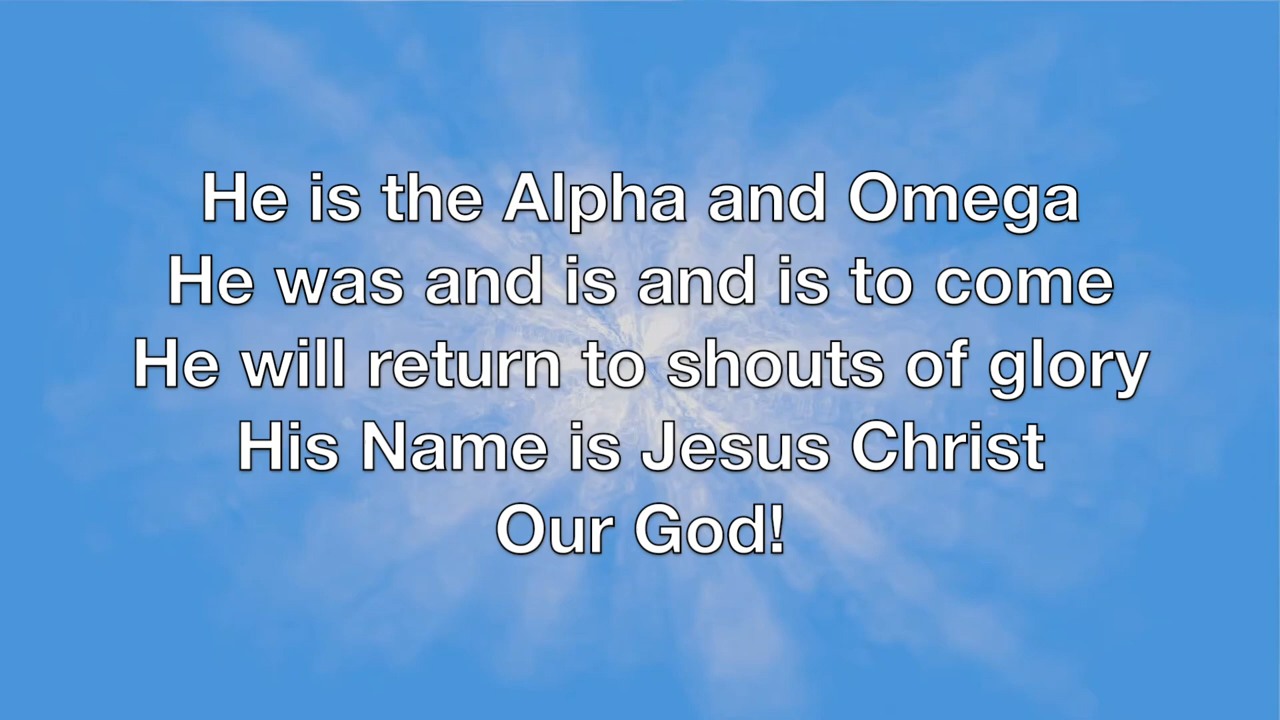 He is the Alpha and Omega
He was and is and is to come
He will return to shouts of glory
His Name is Jesus Christ
Our God!